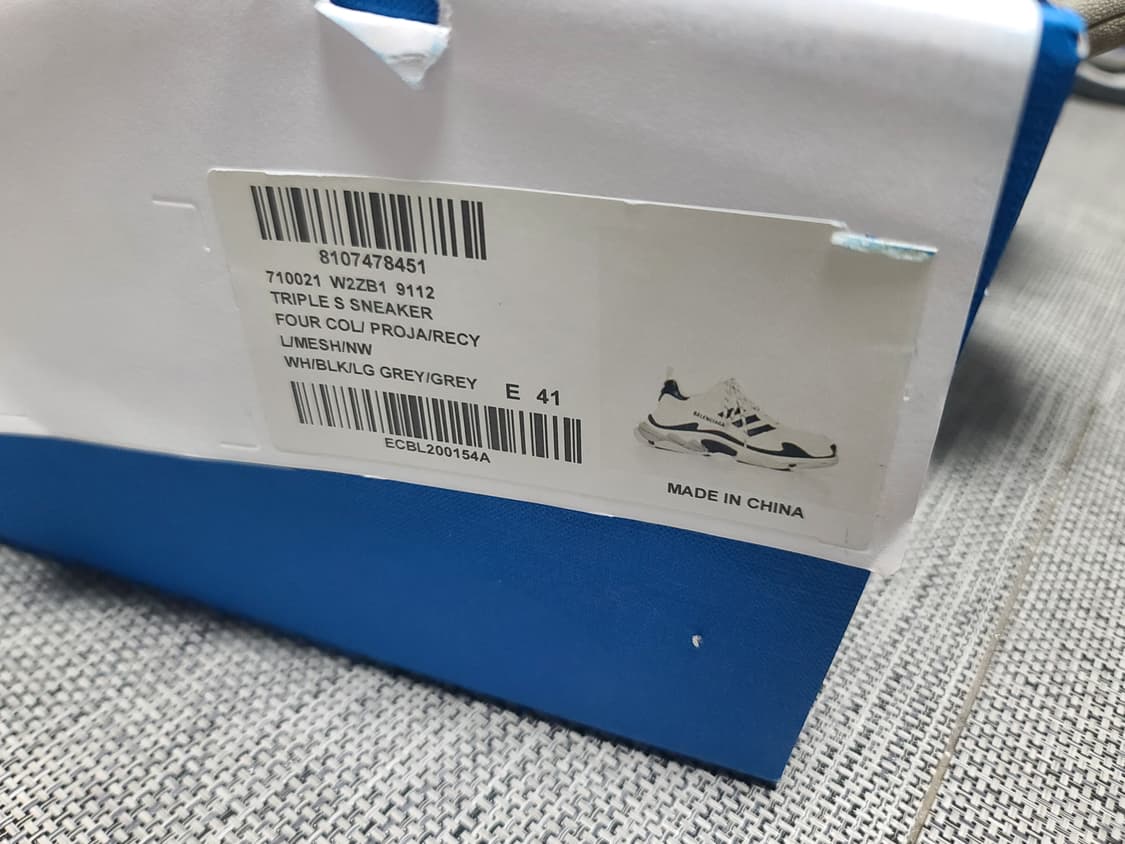 8107478451
710021 W2ZB1 9112
TRIPLE S SNEAKER
FOUR COL/ PROJA/RECY
L/MESH/NW
WH/BLK/LG GREY/GREY
E 41
ECBL200154A
BALENCIAGA
MADE IN CHINA